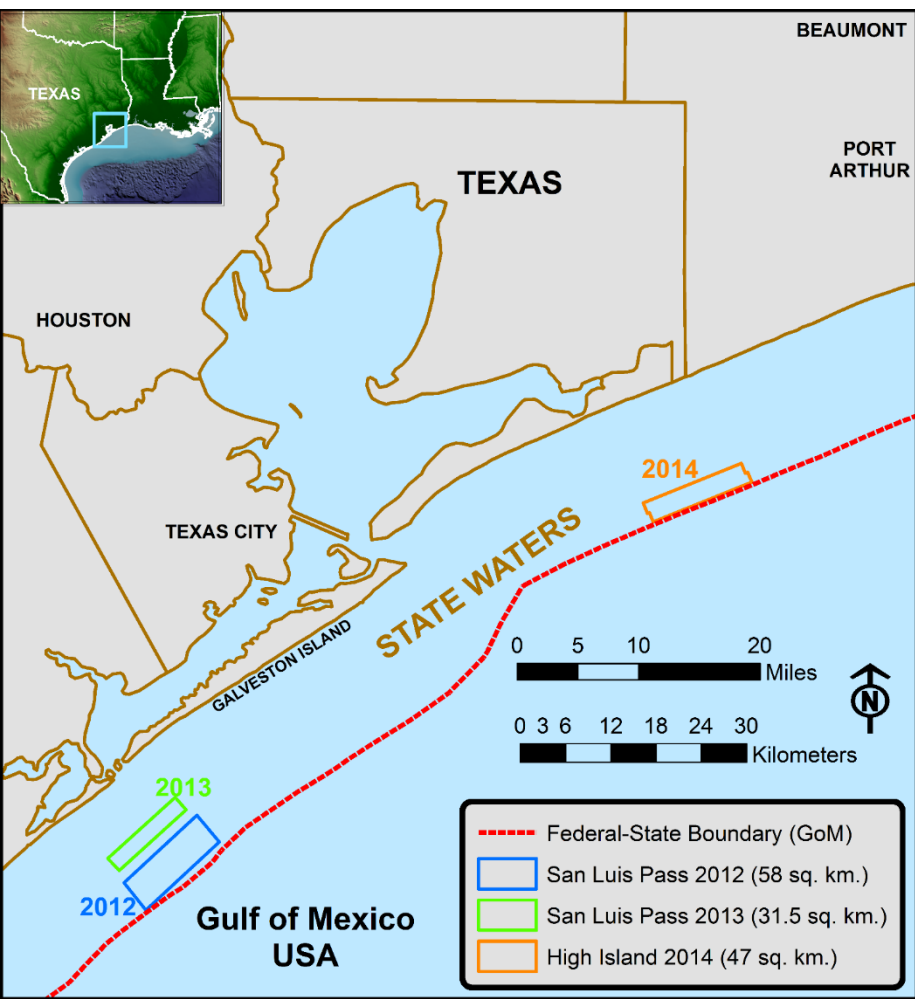 BEAUMONT
TEXAS
PORT
ARTHUR
TEXAS
HOUSTON
2014
TEXAS CITY
STATE WATERS
GALVESTON ISLAND
0 5 10 20
Miles
N
0 3 6 12 18 24 30
Kilometers
2013
2012
Gulf of Mexico
USA
Federal-State Boundary (GoM)
San Luis Pass 2012 (58 sq. km.)
San Luis Pass 2013 (31.5 sq. km.)
High Island 2014 (47 sq. km.)